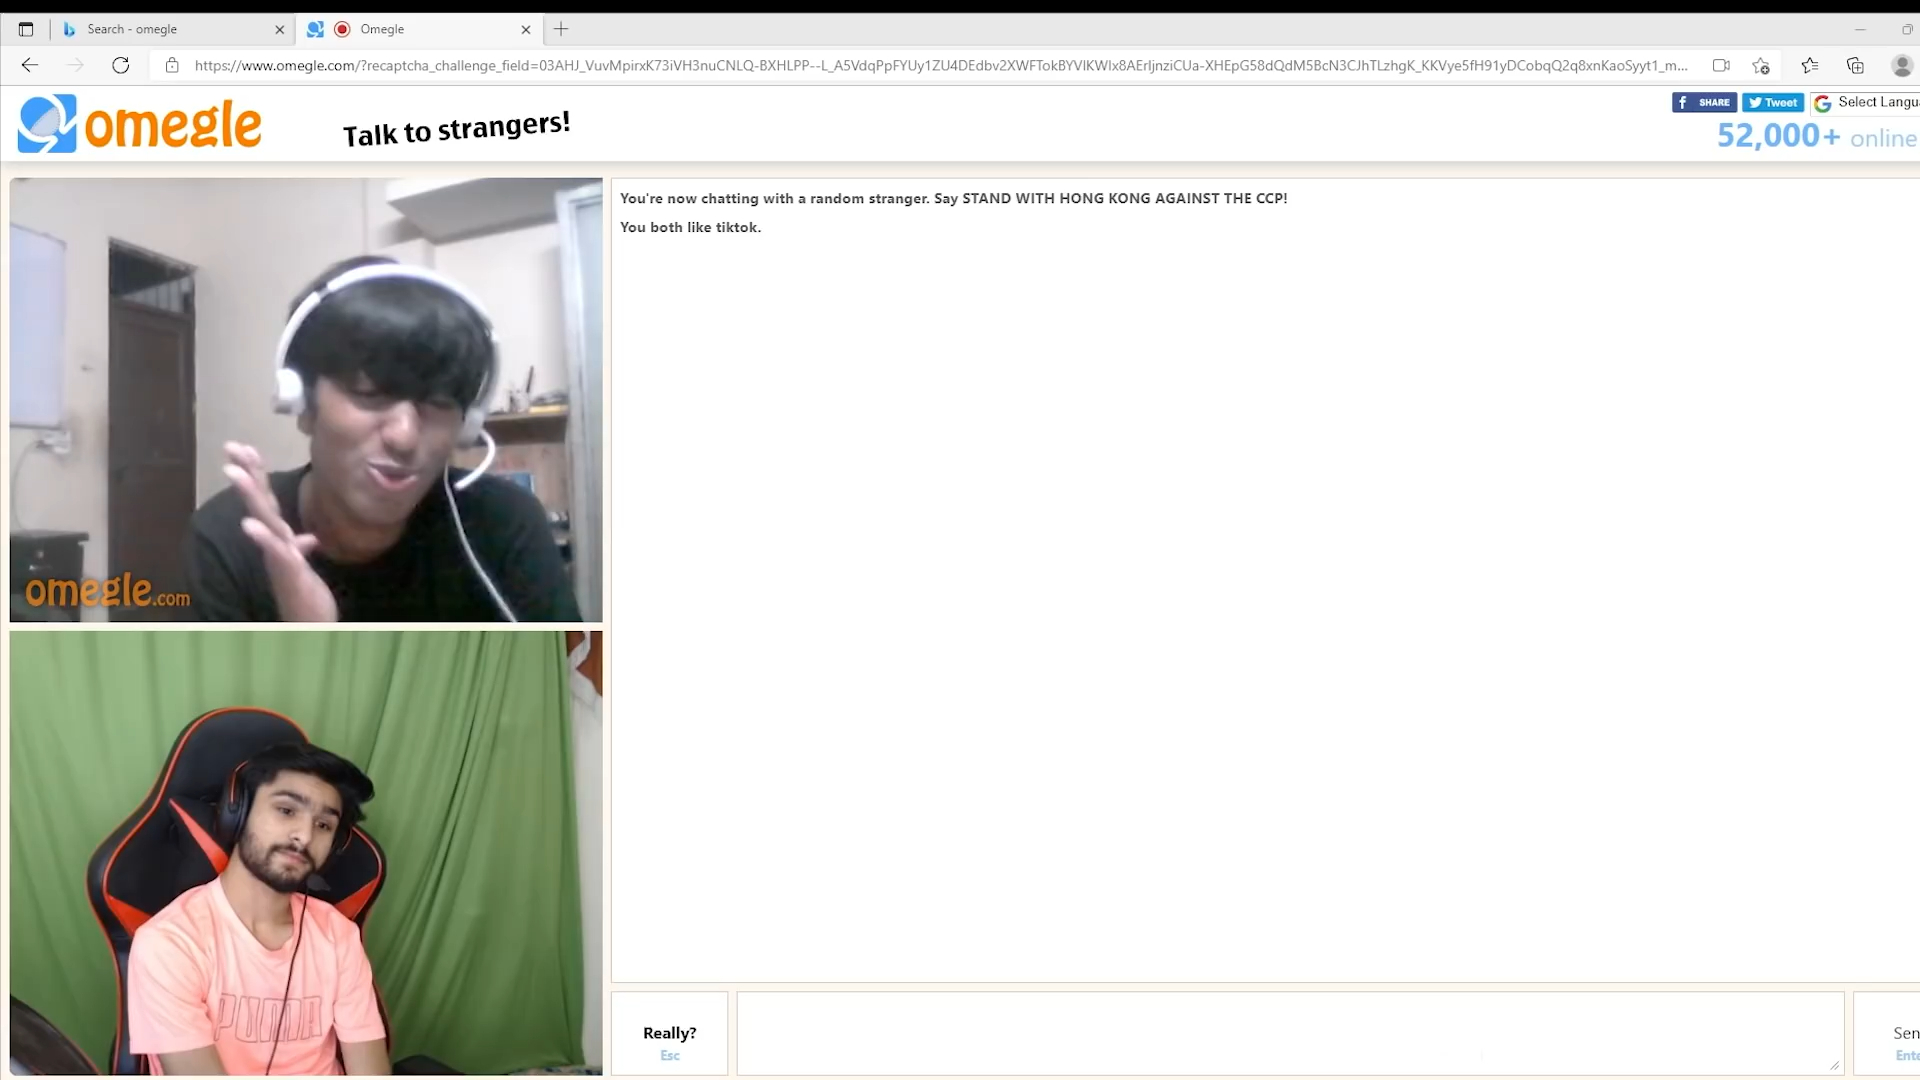 Search - omegle
Omegle
https://www.omegle.com/?recaptcha_challenge_field=03AHJ_VuvMpirxK73iVH3nuCNLQ-BXHLPP--L_A5VdqPpFYUy1ZU4DEdbv2XWFTokBYVlKWIx8AErIjnziCUa-XHEpG58dQdM5BcN3CJhTLzhgK_KKVye5fH91yDCobqQ2q8xnKaoSyyt1_m...
omegle
Talk to strangers!
SHARE
Tweet
Select Langua
52,000+ online
You're now chatting with a random stranger. Say STAND WITH HONG KONG AGAINST THE CCP!
You both like tiktok.
omegle.com
PUMA
Really?
Esc
Sen
Ente